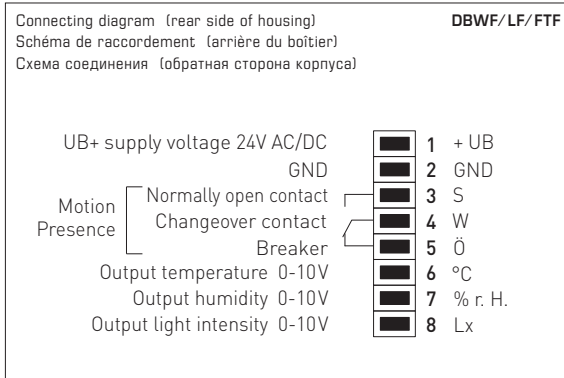 Connecting diagram (rear side of housing) DBWF/LF/FTF
Schéma de raccordement (arrière du boîtier)
Схема соединения (обратная сторона корпуса)
UB+ supply voltage 24V AC/DC 1 + UB
GND 2 GND
Motion Presence
Normally open contact 3 S
Changeover contact 4 W
Breaker 5 Ö
Output temperature 0-10V 6 °C
Output humidity 0-10V 7 % r. H.
Output light intensity 0-10V 8 Lx